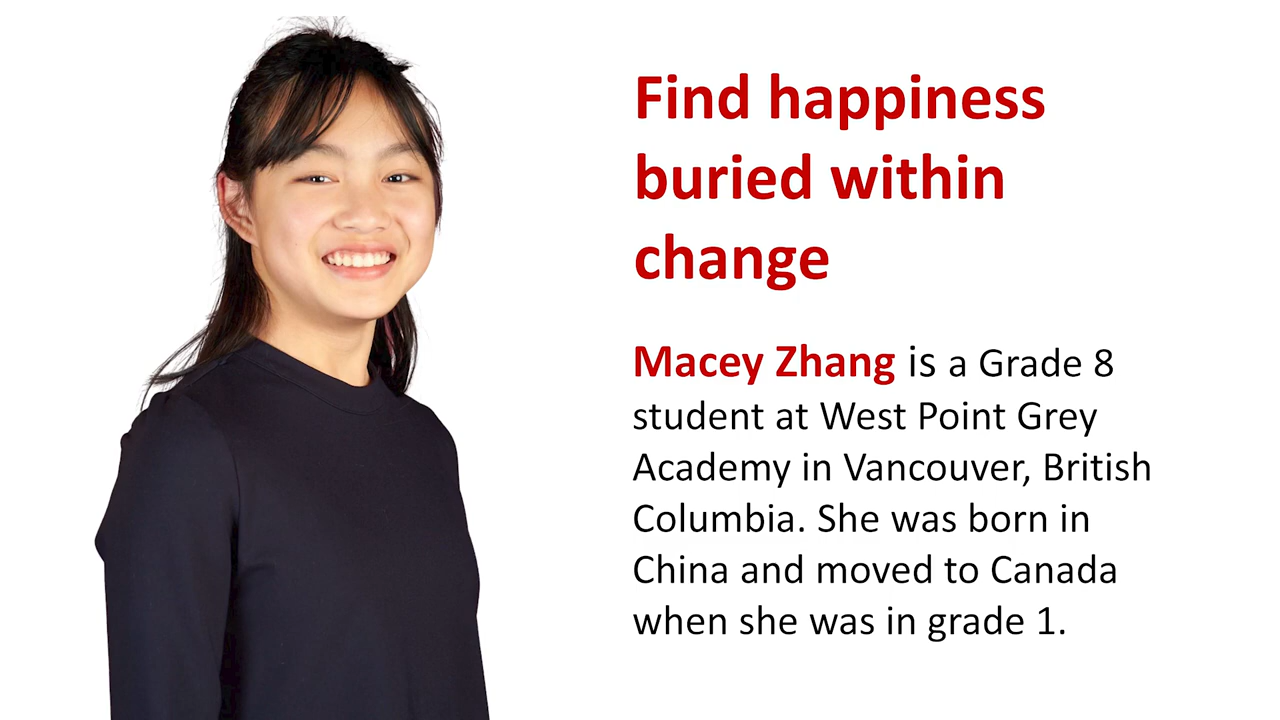 Find happiness
buried within
change
Macey Zhang is a Grade 8
student at West Point Grey
Academy in Vancouver, British
Columbia. She was born in
China and moved to Canada
when she was in grade 1.